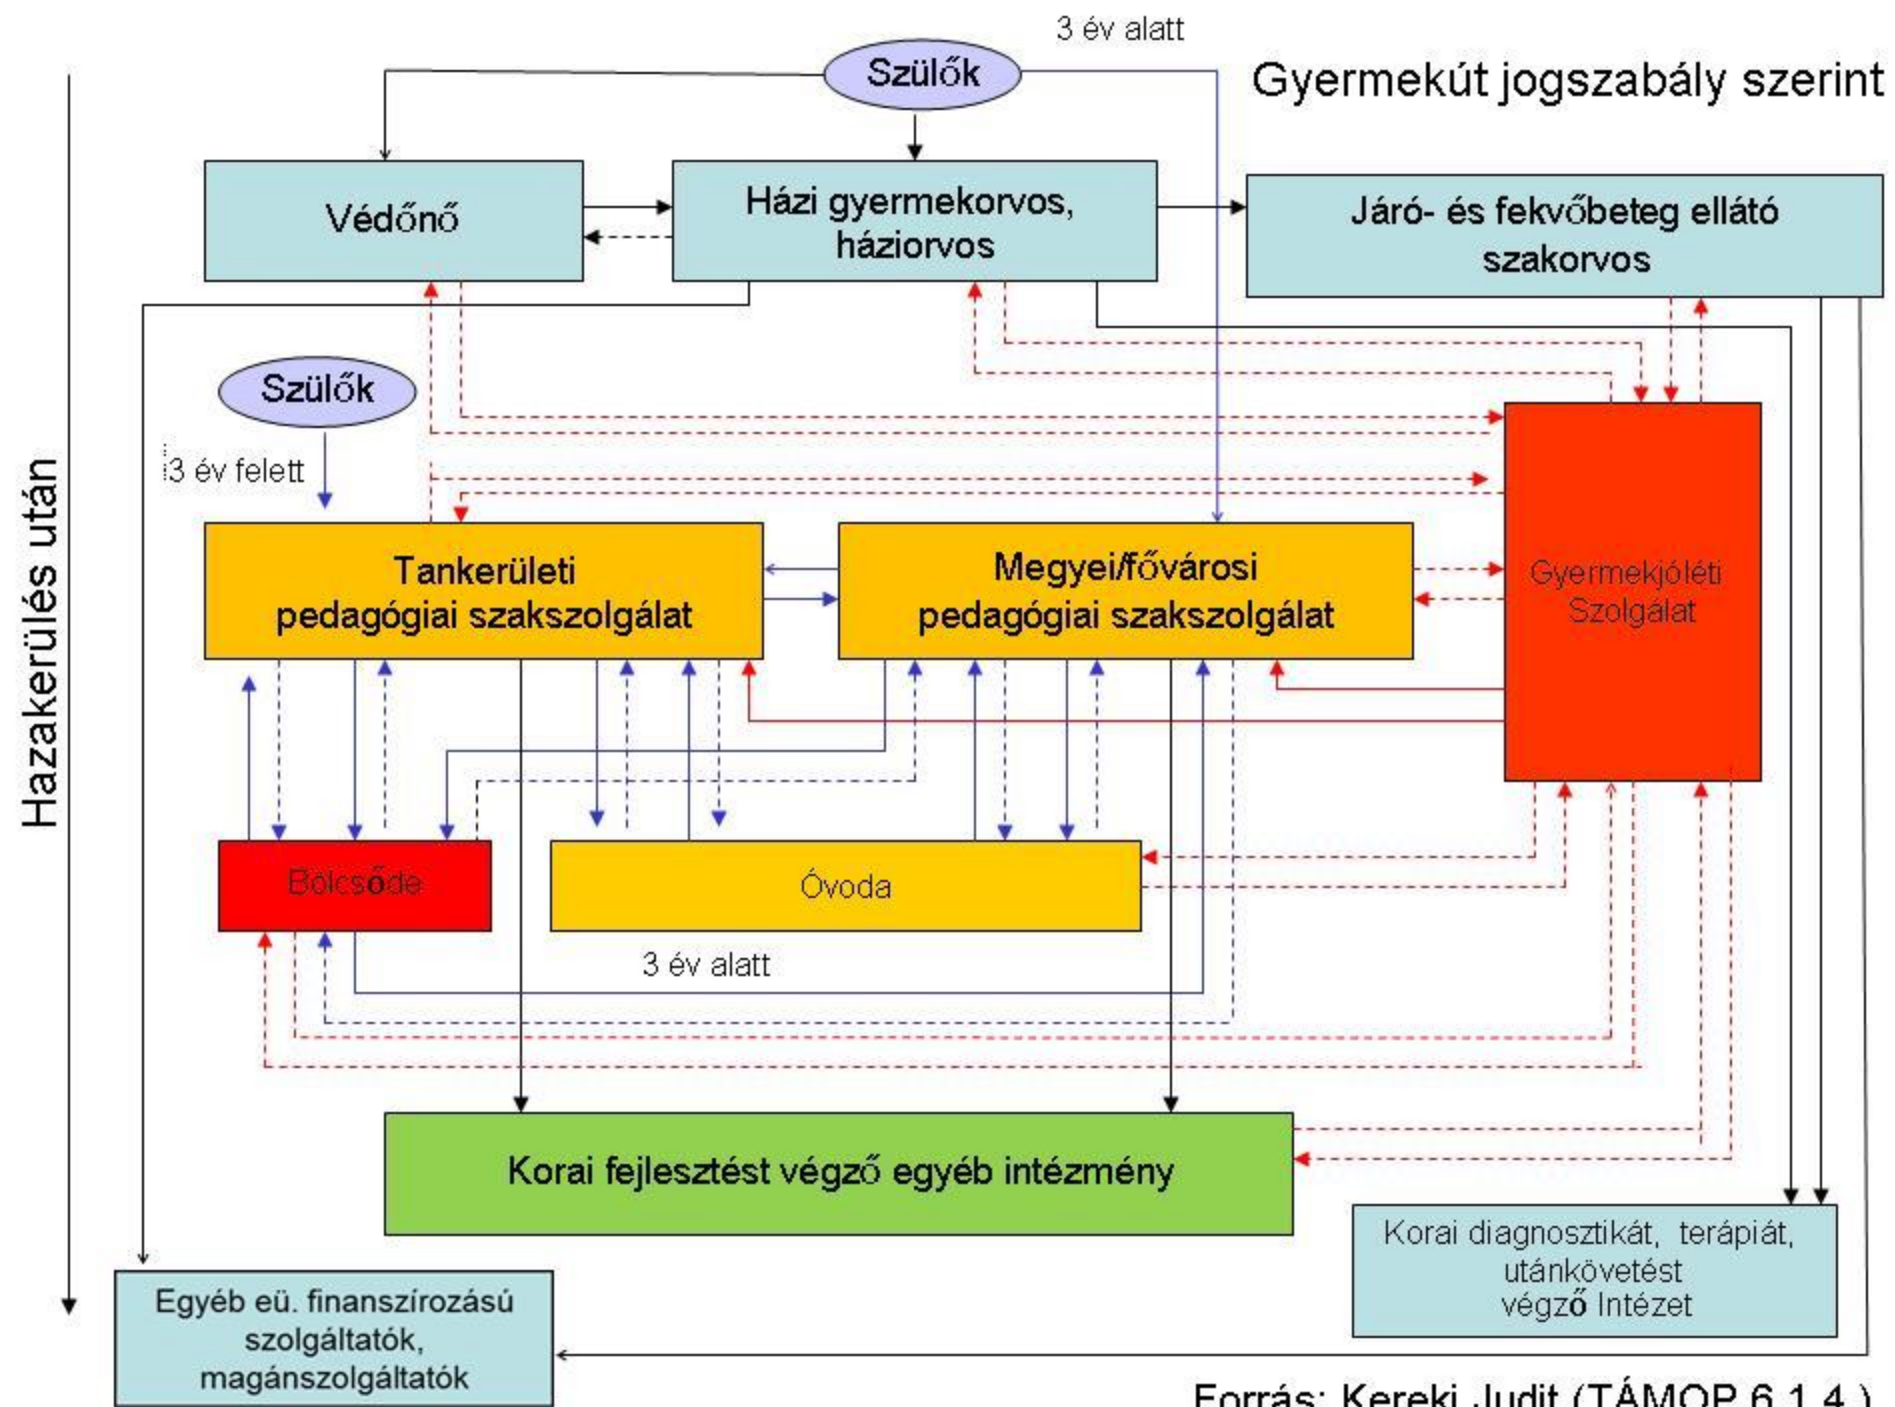 3 év alatt
Szülők
Gyermekút jogszabály szerint
Védőnő
Házi gyermekorvos,
háziorvos
Járó- és fekvőbeteg ellátó
szakorvos
Szülők
3 év felett
Hazakerülés után
Tankerületi
pedagógiai szakszolgálat
Megyei/fővárosi
pedagógiai szakszolgálat
Gyermekjóléti
Szolgálat
Bölcsőde
Óvoda
3 év alatt
Korai fejlesztést végző egyéb intézmény
Korai diagnosztikát, terápiát,
utánkövetést
végző Intézet
Egyéb eü. finanszírozású
szolgáltatók,
magánszolgáltatók
Forrás: Kereki Judit (TÁMOP 6.1.4.)